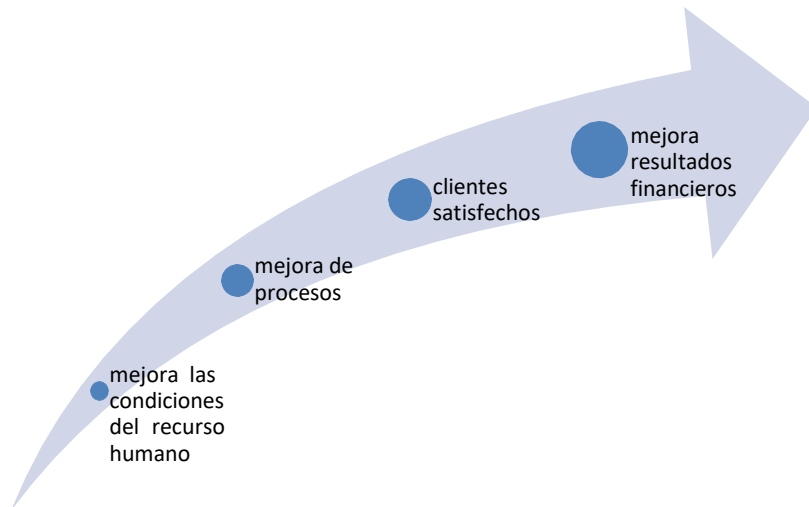 mejora las
condiciones
del recurso
humano
mejora de
procesos
clientes
satisfechos
mejora
resultados
financieros